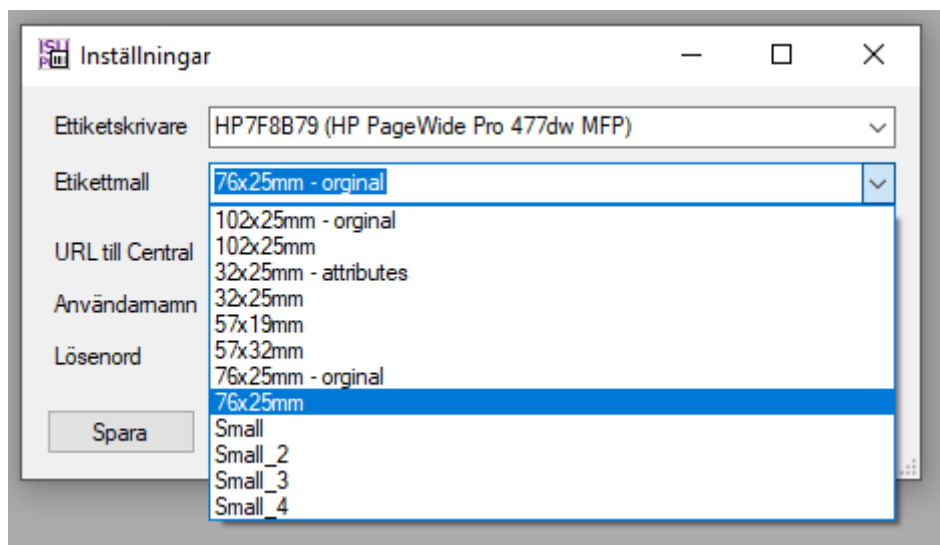 Inställningar
Ettiketskrivare HP7F8B79 (HP PageWide Pro 477dw MFP)
Etikettmall 76x25mm - orginal
102x25mm - orginal
URL till Central 102x25mm
32x25mm - attributes
Användarnamn 32x25mm
57x19mm
Lösenord 57x32mm
76x25mm - orginal
76x25mm
Spara Small
Small_2
Small_3
Small_4